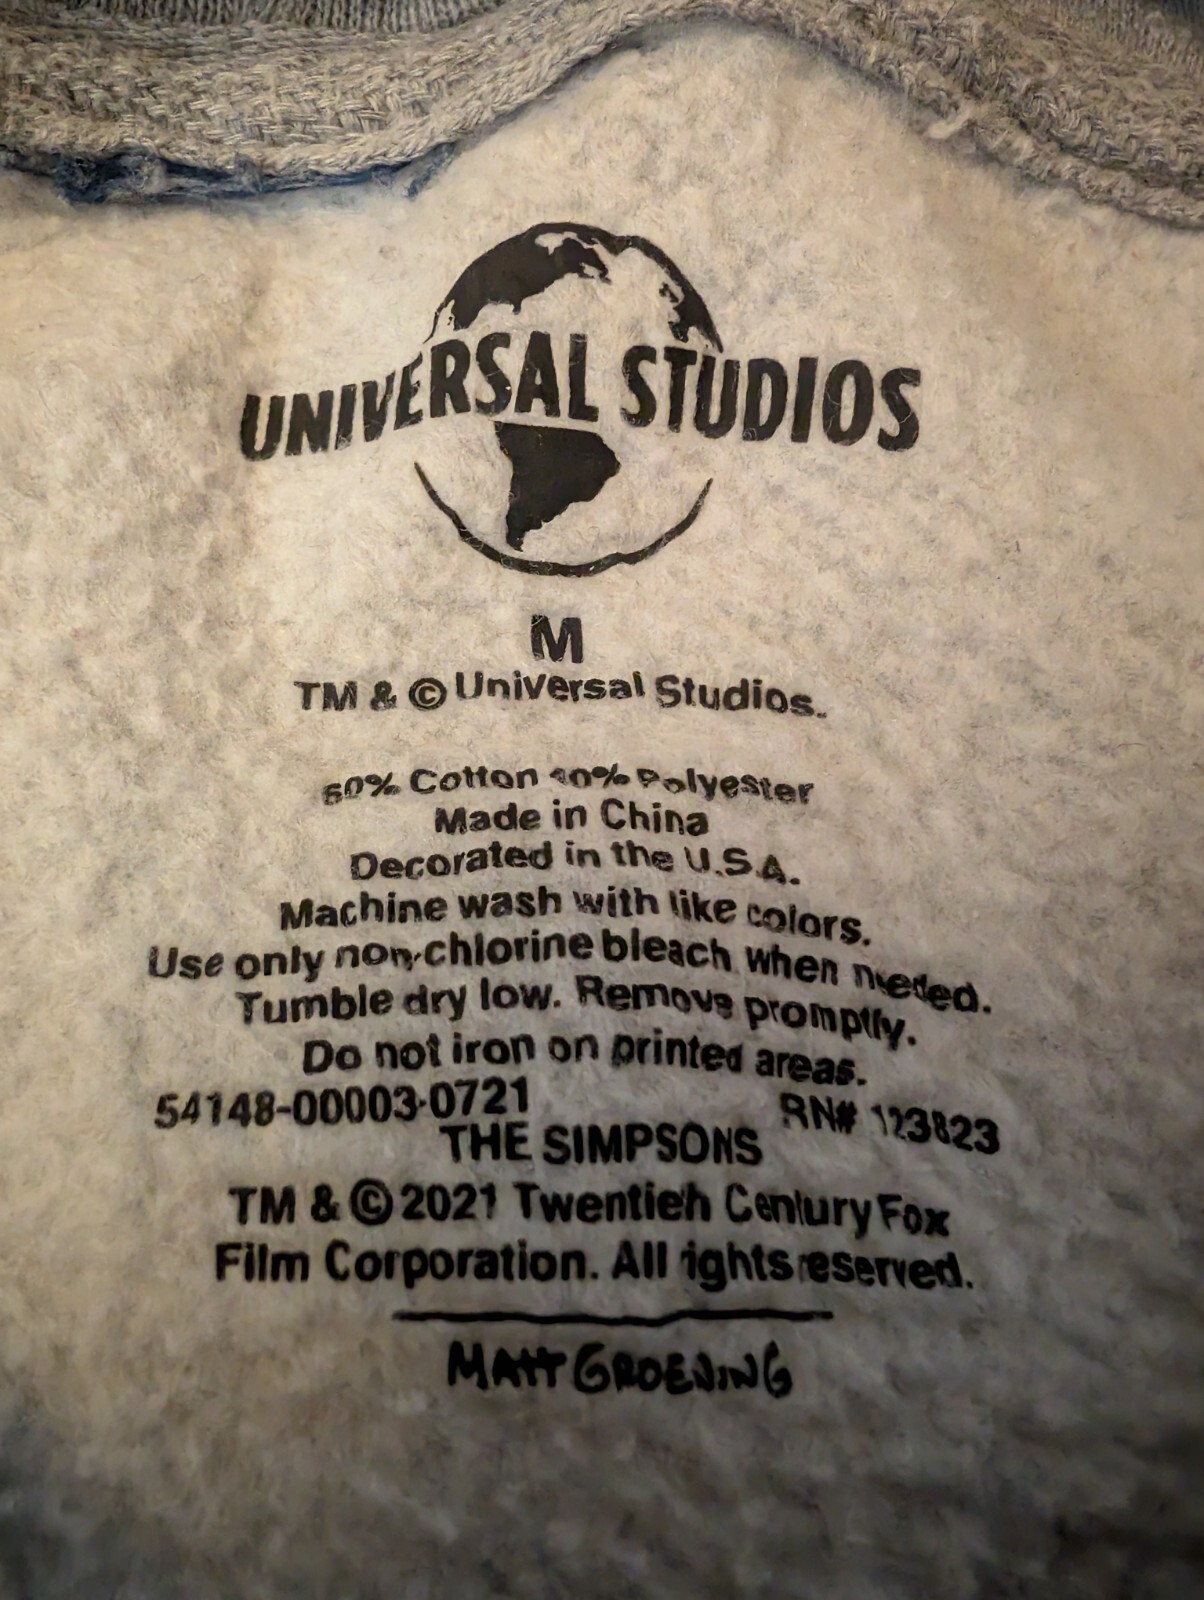 UNIVERSAL STUDIOS
M
TM & © Universal Studios.
60% Cotton 40% Polyester
Made in China
Decorated in the U.S.A.
Machine wash with like colors.
Use only non-chlorine bleach when needed.
Tumble dry low. Remove promptly.
Do not iron on printed areas.
54148-00003-0721 RN# 123823
THE SIMPSONS
TM & © 2021 Twentieth Century Fox
Film Corporation. All rights reserved.
MATT GROENING